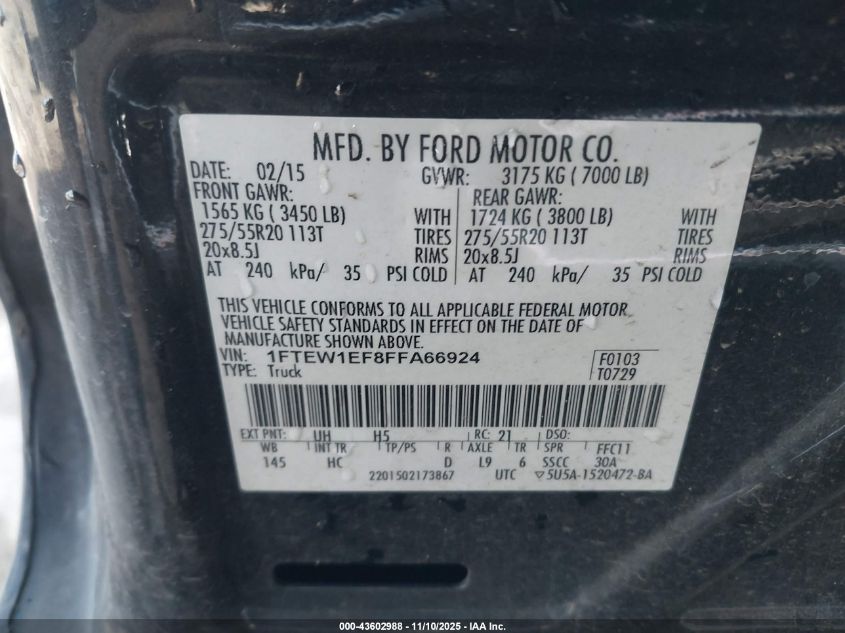 MFD. BY FORD MOTOR CO.
DATE: 02/15 GVWR: 3175 KG ( 7000 LB)
FRONT GAWR: REAR GAWR:
1565 KG ( 3450 LB) WITH 1724 KG ( 3800 LB) WITH
275/55R20 113T TIRES 275/55R20 113T TIRES
20x8.5J RIMS 20x8.5J RIMS
AT 240 kPa/ 35 PSI COLD AT 240 kPa/ 35 PSI COLD
THIS VEHICLE CONFORMS TO ALL APPLICABLE FEDERAL MOTOR
VEHICLE SAFETY STANDARDS IN EFFECT ON THE DATE OF
MANUFACTURE SHOWN ABOVE.
VIN: 1FTEW1EF8FFA66924 F0103
TYPE: Truck T0729
EXT PNT: UH H5 RC: 21 DSO:
WB INT TR TP/PS R AXLE TR SPR FFC11
145 HC D L9 6 SSCC 30A
2201502173867 UTC ▽5U5A-1520472-BA
000-43602988 - 11/10/2025 - IAA Inc.